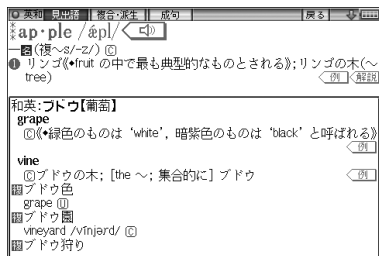 英和 見出語 複合･派生 成句 戻る
*ap･ple /ǽpl/
一名(複~s/-z/) Ⓒ
❶ リンゴ《◆fruit の中で最も典型的なものとされる》;リンゴの木(~
tree) 例 解説
和英:ブドウ【葡萄】
grape
Ⓒ《◆緑色のものは‘white’, 暗紫色のものは‘black’と呼ばれる》
例
vine
Ⓒブドウの木; [the ~; 集合的に] ブドウ 例
ブドウ色
grape Ⓤ
ブドウ園
vineyard /vínjərd/ Ⓒ
ブドウ狩り